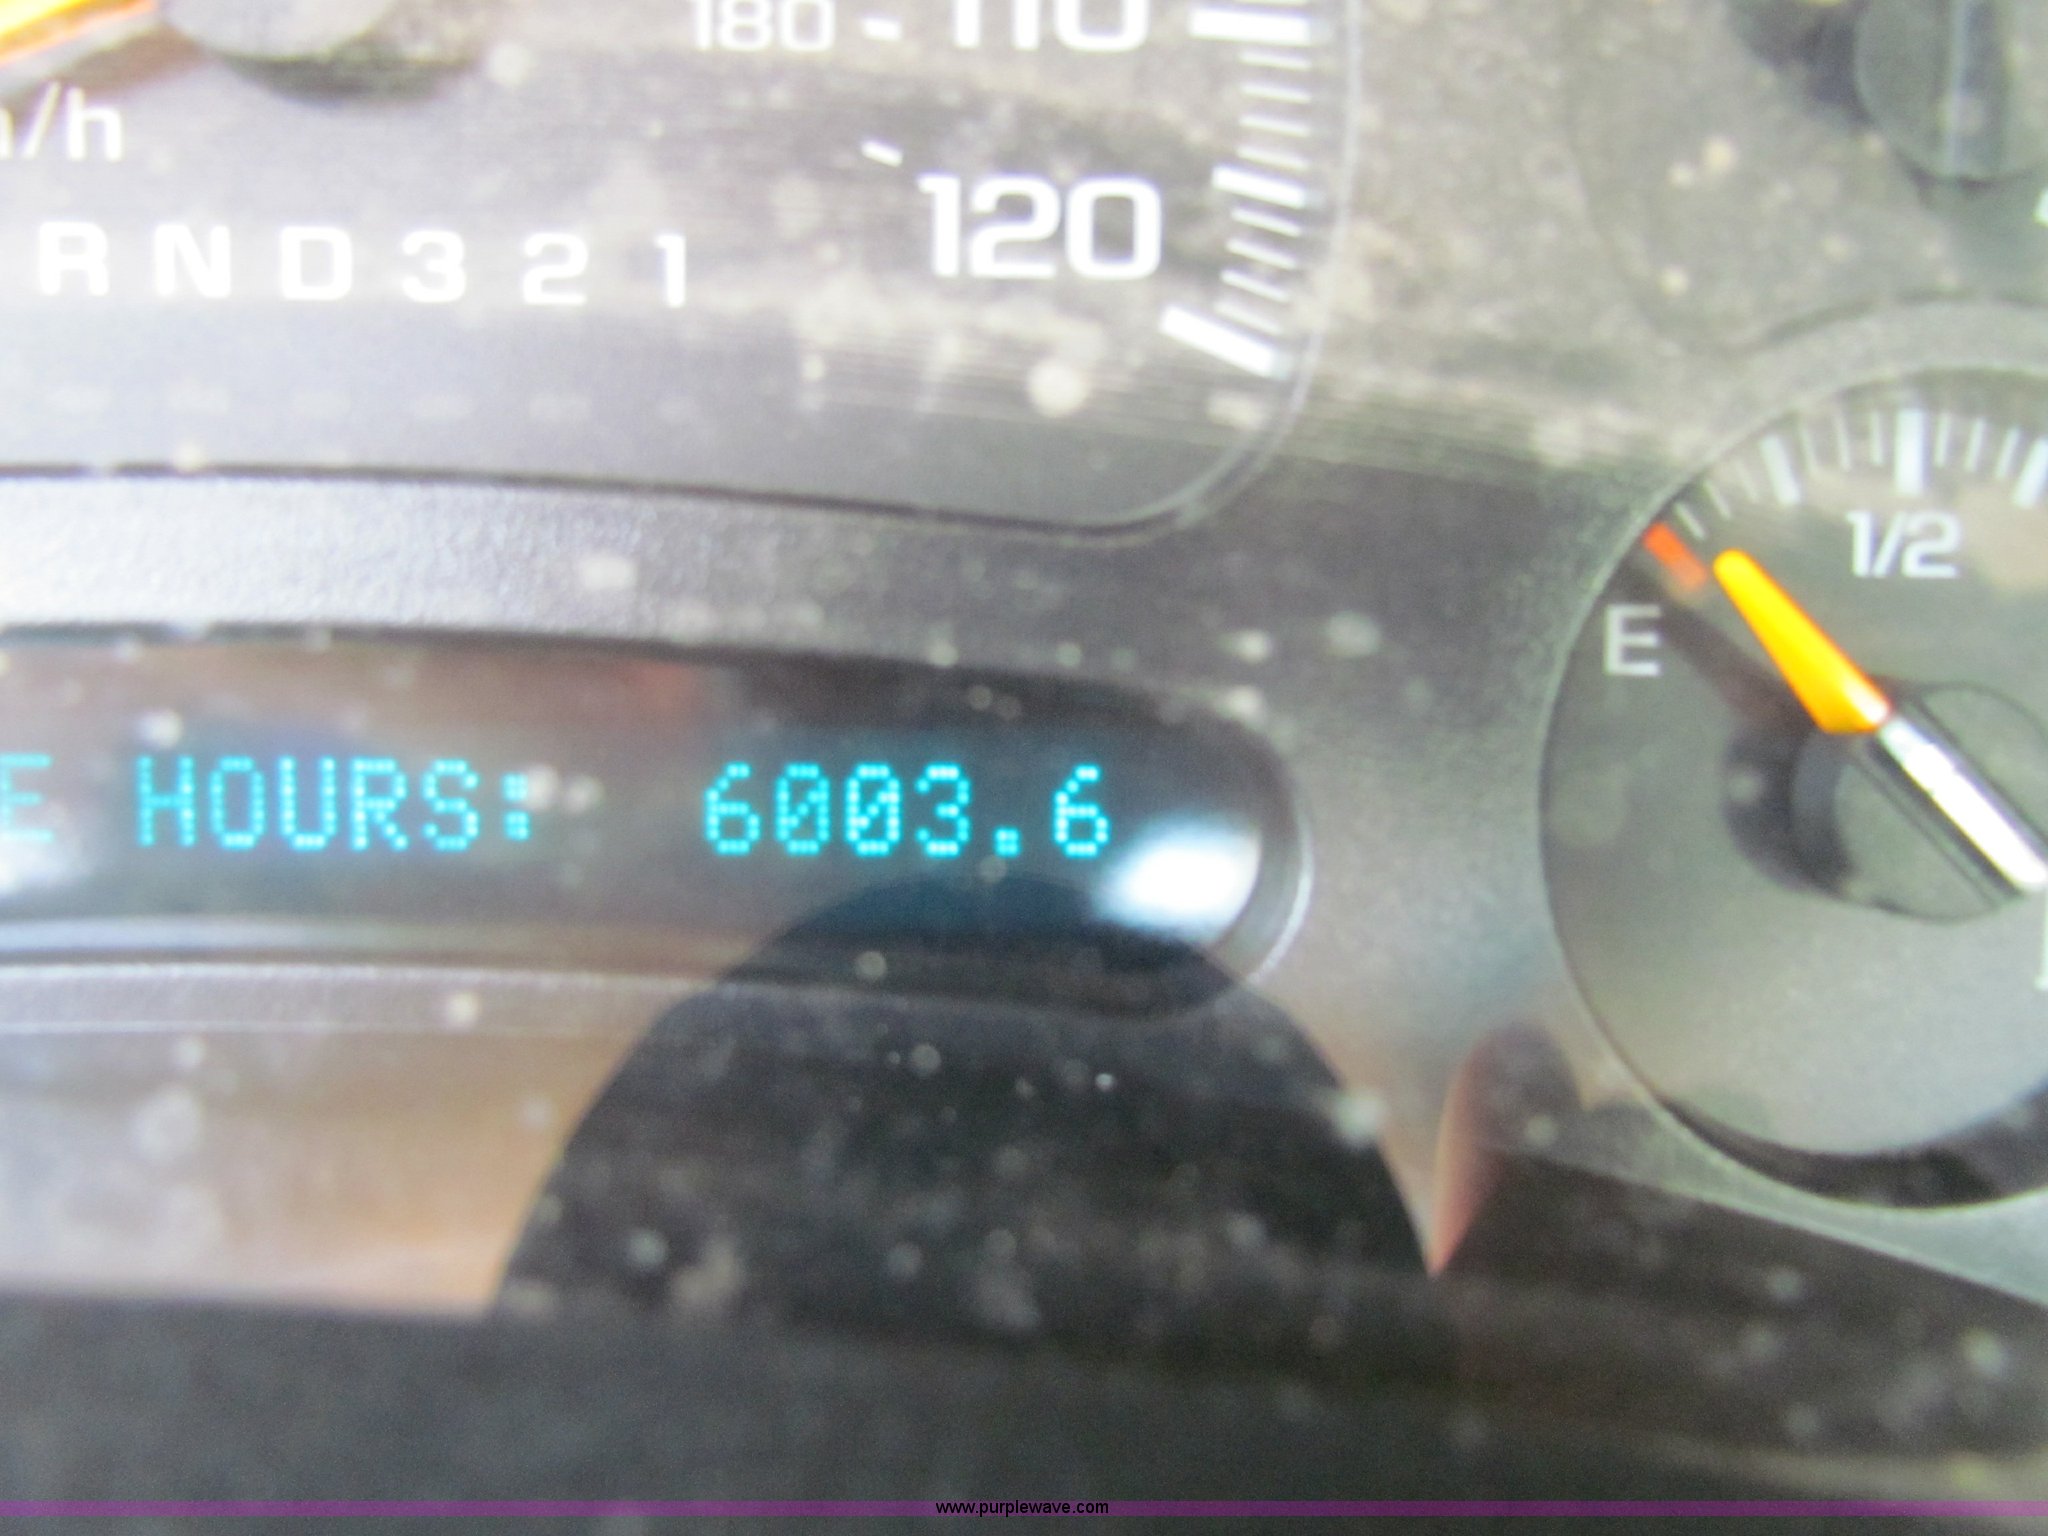 180 110
/h
120
R N D 3 2 1
1/2
E
E HOURS: 6003.6
www.purplewave.com